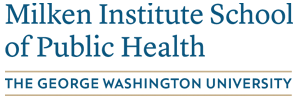 Milken Institute School
of Public Health
THE GEORGE WASHINGTON UNIVERSITY